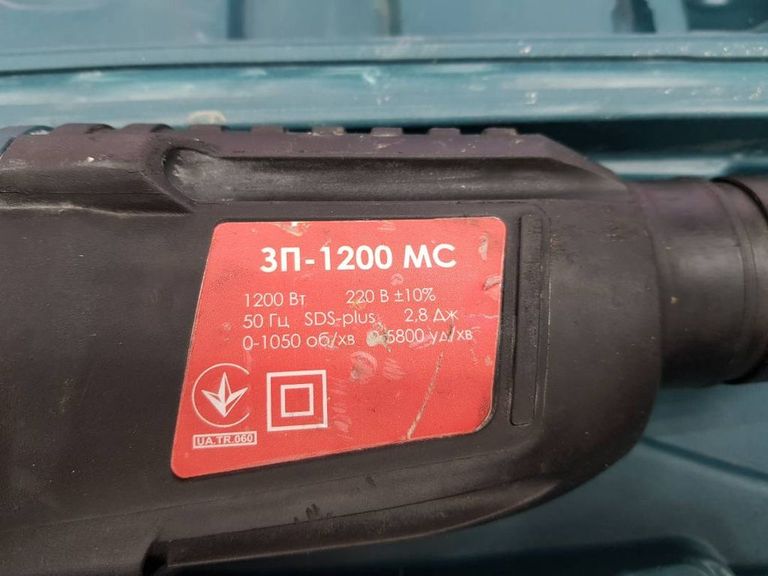 ЗП-1200 МС
1200 Вт 220 В ±10%
50 Гц SDS-plus 2,8 Дж
0-1050 об/хв 5800 уд/хв
UA.TR.060